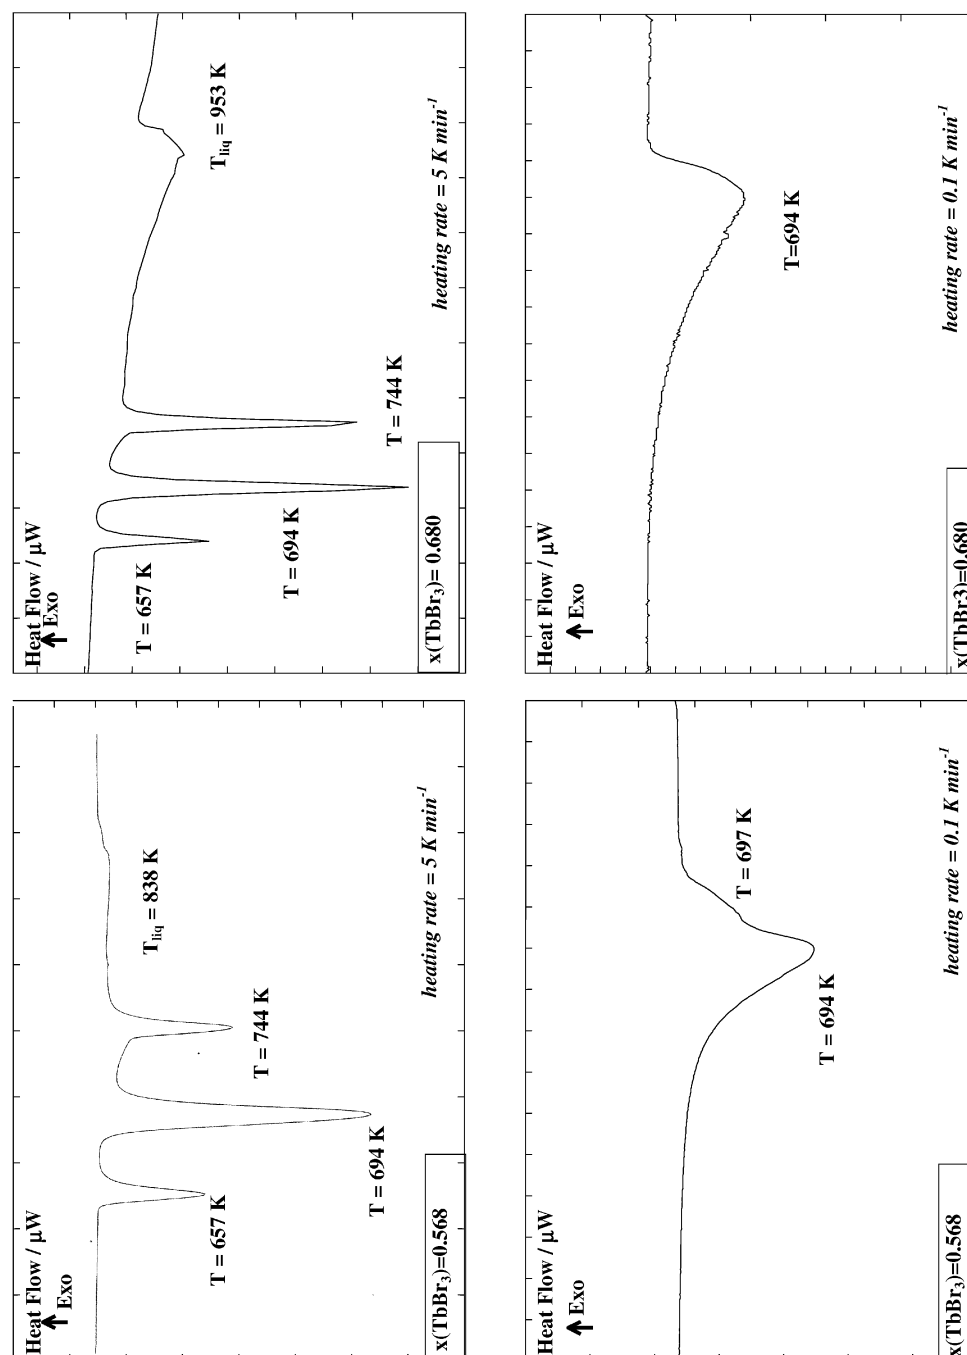 Heat Flow / μW
Exo
T = 657 K
T = 694 K
T = 744 K
T_liq = 838 K
heating rate = 5 K min⁻¹
x(TbBr₃)=0.568
Heat Flow / μW
Exo
T = 657 K
T = 694 K
T = 744 K
T_liq = 953 K
heating rate = 5 K min⁻¹
x(TbBr₃)= 0.680
Heat Flow / μW
Exo
T = 694 K
T = 697 K
heating rate = 0.1 K min⁻¹
x(TbBr₃)=0.568
Heat Flow / μW
Exo
T=694 K
heating rate = 0.1 K min⁻¹
x(TbBr3)=0.680